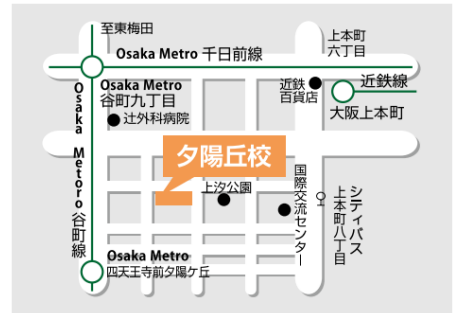 至東梅田
Osaka Metro 千日前線
上本町
六丁目
Osaka Metro
谷町九丁目
近鉄
百貨店
近鉄線
大阪上本町
辻外科病院
Osaka Metoro 谷町線
夕陽丘校
上汐公園
国際交流センター
シティバス
上本町八丁目
Osaka Metro
四天王寺前夕陽ケ丘